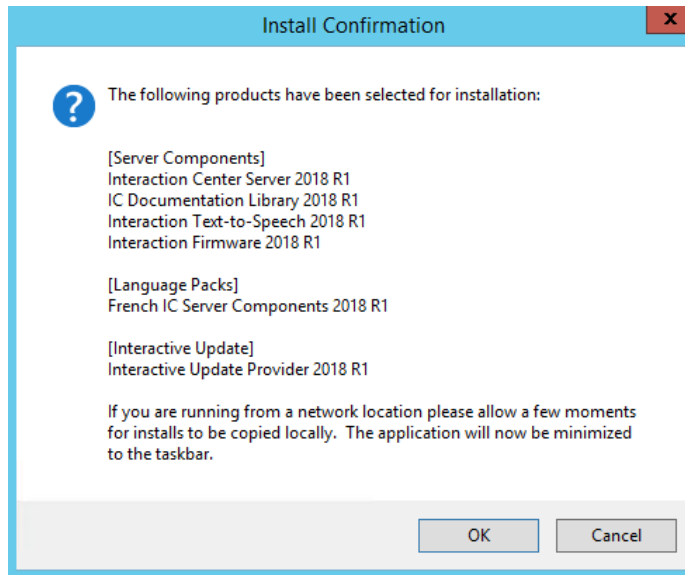 Install Confirmation
x
The following products have been selected for installation:
?
[Server Components]
Interaction Center Server 2018 R1
IC Documentation Library 2018 R1
Interaction Text-to-Speech 2018 R1
Interaction Firmware 2018 R1
[Language Packs]
French IC Server Components 2018 R1
[Interactive Update]
Interactive Update Provider 2018 R1
If you are running from a network location please allow a few moments
for installs to be copied locally.  The application will now be minimized
to the taskbar.
OK
Cancel